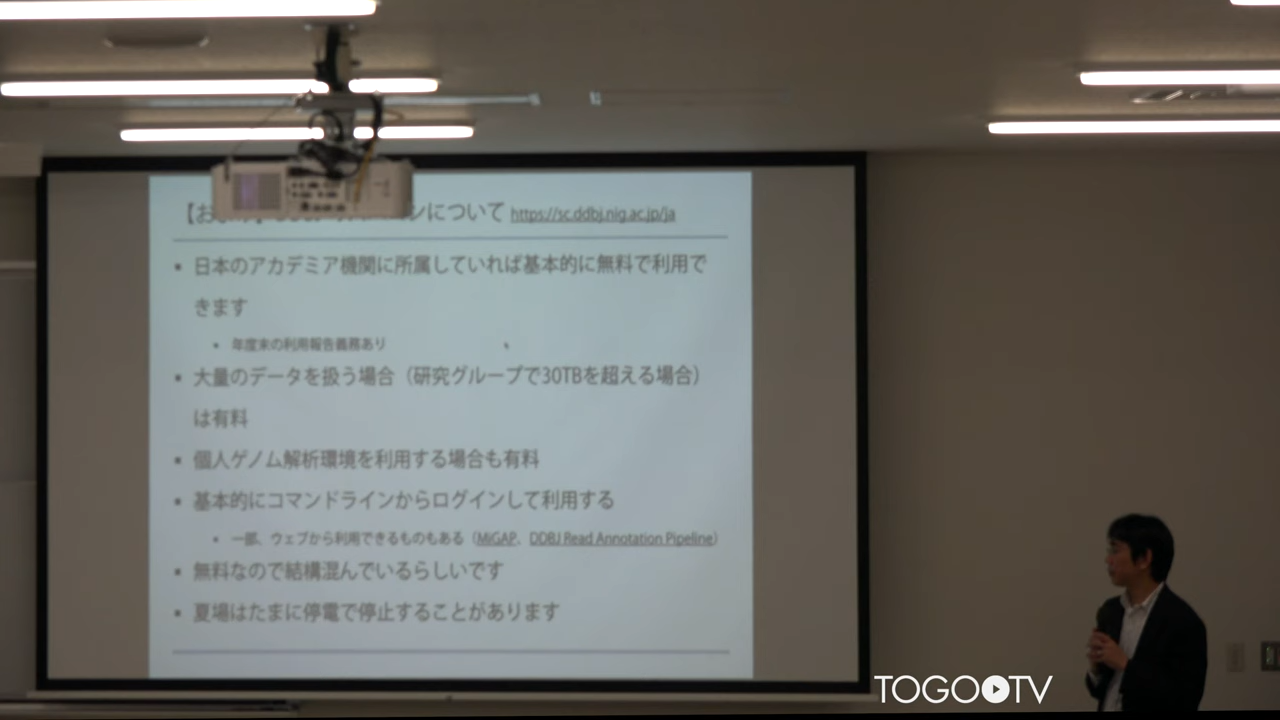 【お
ンについて https://sc.ddbj.nig.ac.jp/ja
▪ 日本のアカデミア機関に所属していれば基本的に無料で利用で
きます
• 年度末の利用報告義務あり
▪ 大量のデータを扱う場合（研究グループで30TBを超える場合）
は有料
▪ 個人ゲノム解析環境を利用する場合も有料
▪ 基本的にコマンドラインからログインして利用する
• 一部、ウェブから利用できるものもある（MiGAP、DDBJ Read Annotation Pipeline）
▪ 無料なので結構混んでいるらしいです
▪ 夏場はたまに停電で停止することがあります
TOGO TV